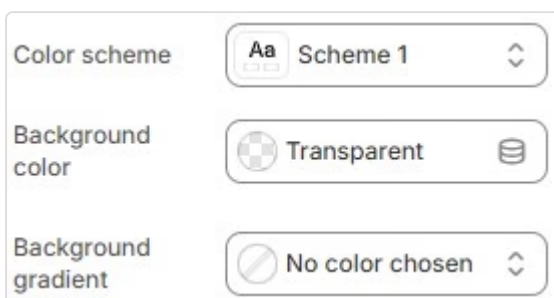 Color scheme
Aa Scheme 1
Background
color
Transparent
Background
gradient
No color chosen